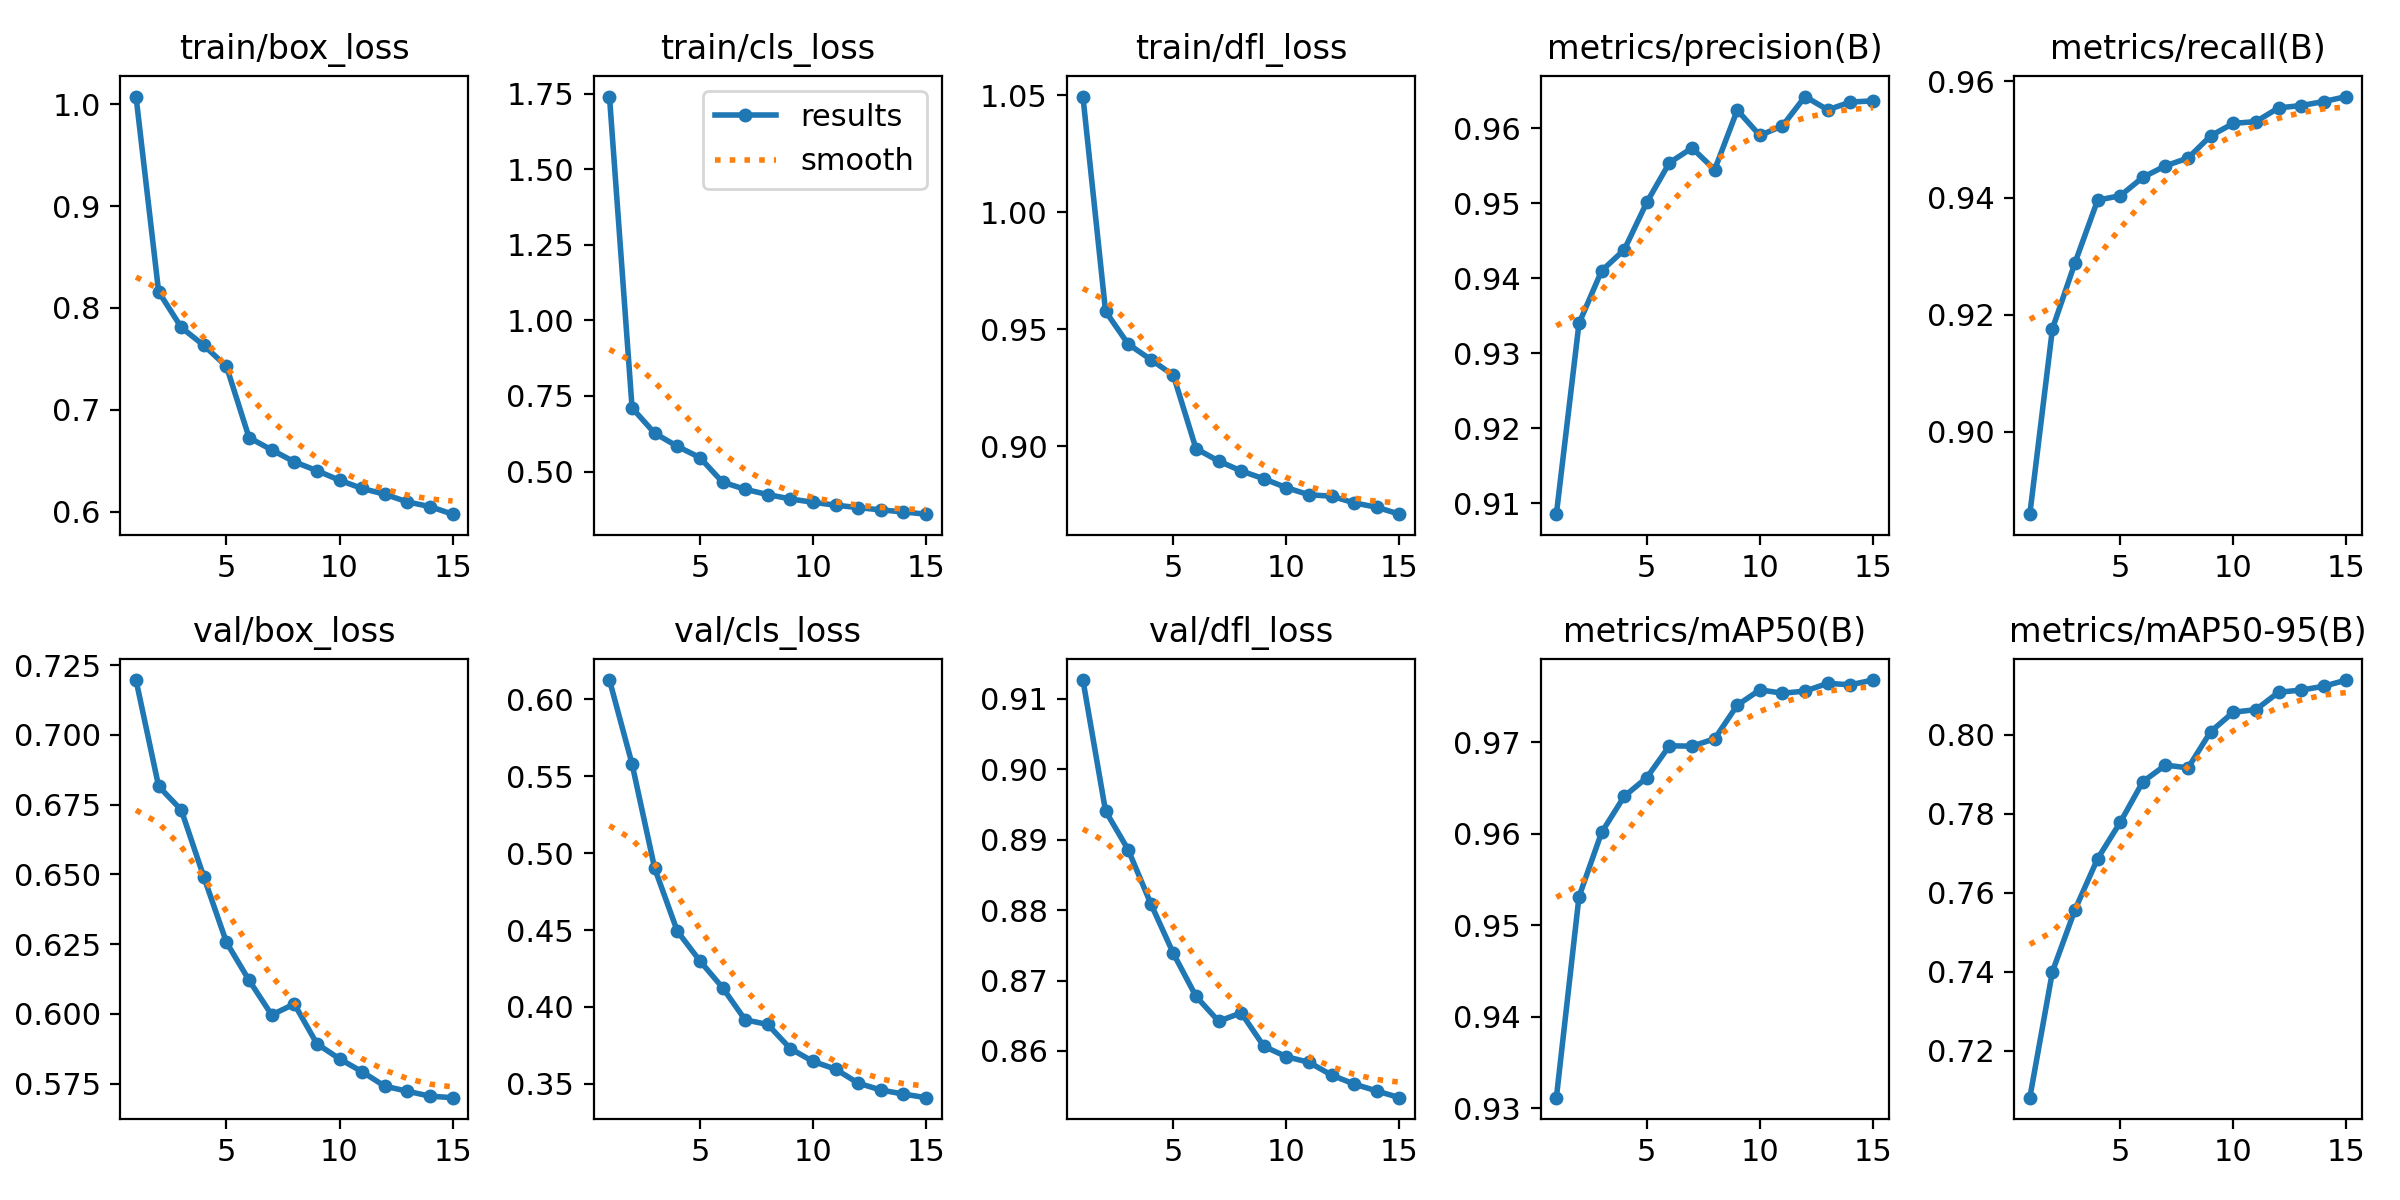 train/box_loss
1.0
0.9
0.8
0.7
0.6
5 10 15
train/cls_loss
results
smooth
1.75
1.50
1.25
1.00
0.75
0.50
5 10 15
train/dfl_loss
1.05
1.00
0.95
0.90
5 10 15
metrics/precision(B)
0.96
0.95
0.94
0.93
0.92
0.91
5 10 15
metrics/recall(B)
0.96
0.94
0.92
0.90
5 10 15
val/box_loss
0.725
0.700
0.675
0.650
0.625
0.600
0.575
5 10 15
val/cls_loss
0.60
0.55
0.50
0.45
0.40
0.35
5 10 15
val/dfl_loss
0.91
0.90
0.89
0.88
0.87
0.86
5 10 15
metrics/mAP50(B)
0.97
0.96
0.95
0.94
0.93
5 10 15
metrics/mAP50-95(B)
0.80
0.78
0.76
0.74
0.72
5 10 15